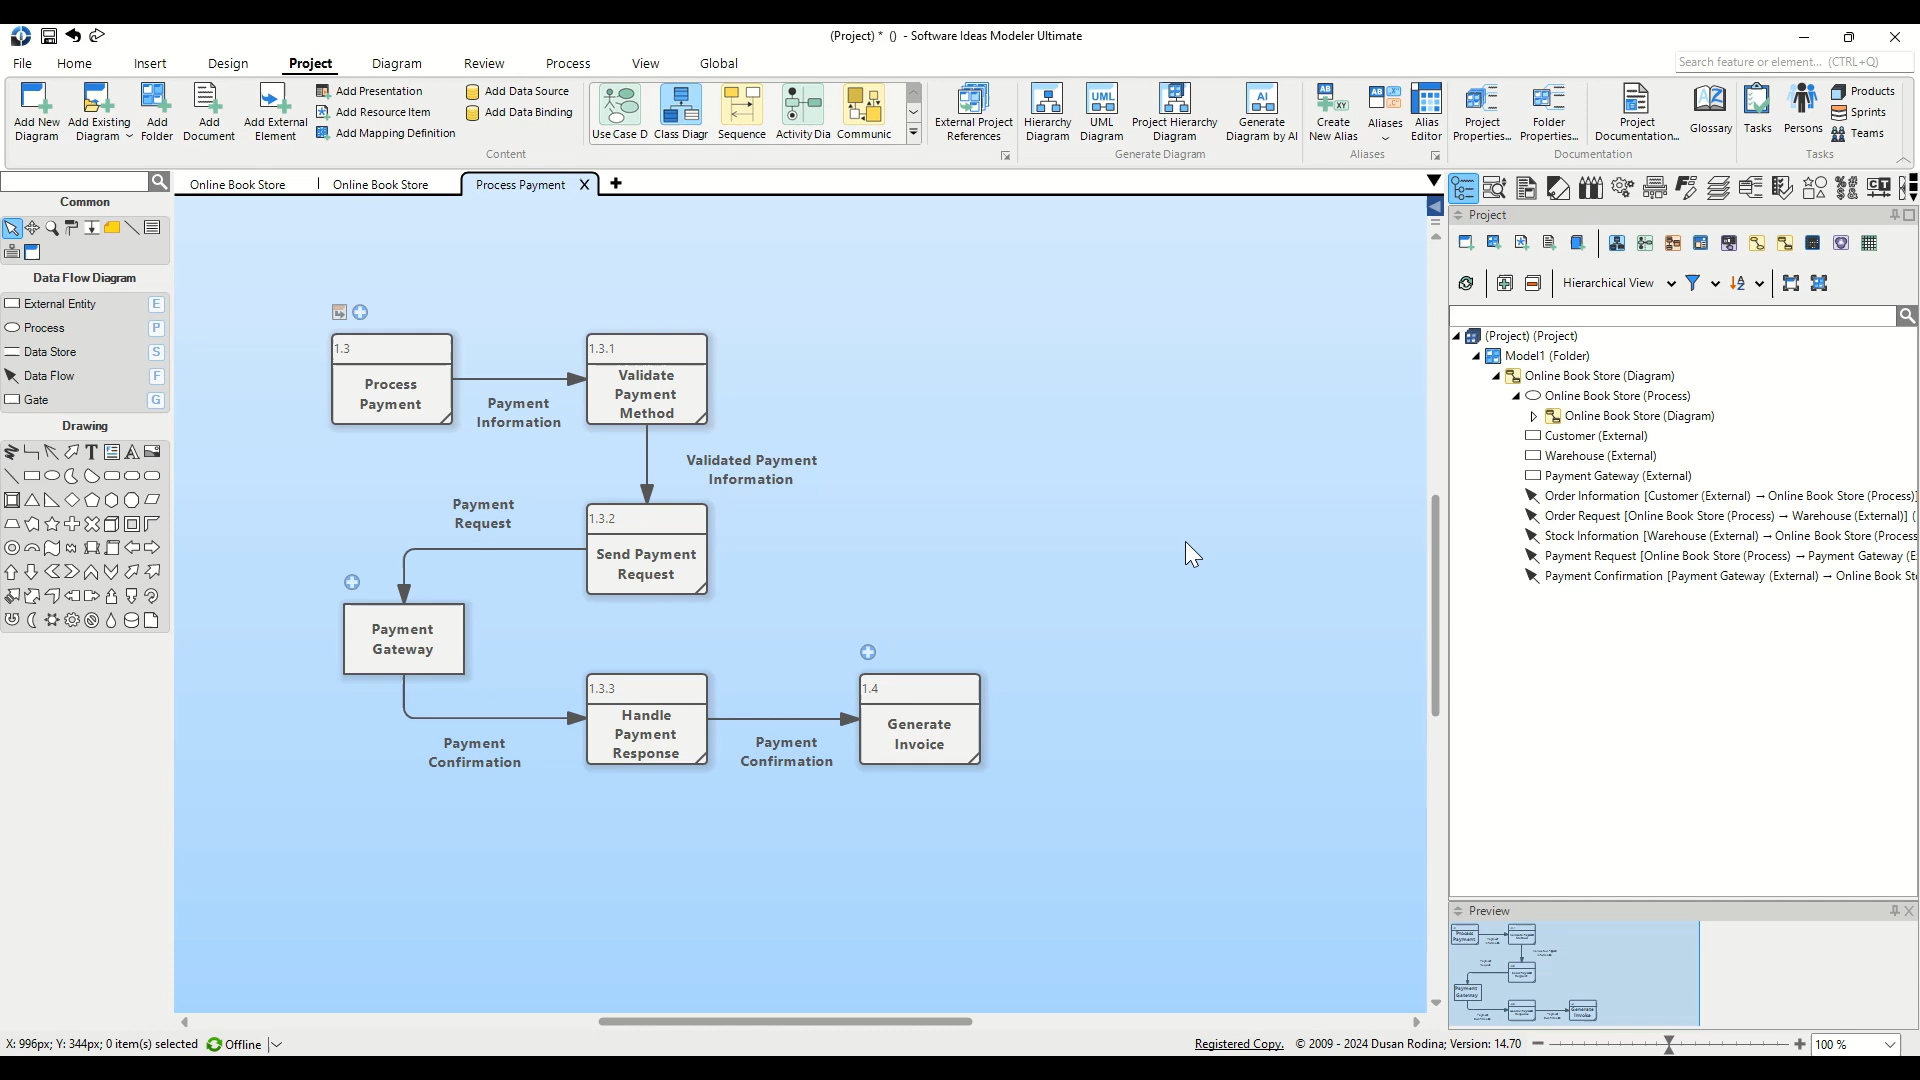 (Project) * () - Software Ideas Modeler Ultimate
File Home Insert Design Project Diagram Review Process View Global
Search feature or element... (CTRL+Q)
Add New Diagram
Add Existing Diagram
Add Folder
Add Document
Add External Element
Add Presentation
Add Resource Item
Add Mapping Definition
Add Data Source
Add Data Binding
Content
Use Case D
Class Diagr
Sequence
Activity Dia
Communic
External Project References
Hierarchy Diagram
UML Diagram
Project Hierarchy Diagram
Generate Diagram by AI
Generate Diagram
Create New Alias
Aliases
Alias Editor
Aliases
Project Properties...
Folder Properties...
Project Documentation...
Glossary
Documentation
Tasks
Persons
Products
Sprints
Teams
Tasks
Online Book Store
Online Book Store
Process Payment
Common
Data Flow Diagram
External Entity E
Process P
Data Store S
Data Flow F
Gate G
Drawing
1.3
Process
Payment
Payment
Information
1.3.1
Validate
Payment
Method
Validated Payment
Information
Payment
Request
1.3.2
Send Payment
Request
Payment
Gateway
Payment
Confirmation
1.3.3
Handle
Payment
Response
Payment
Confirmation
1.4
Generate
Invoice
Project
Hierarchical View
(Project) (Project)
Model1 (Folder)
Online Book Store (Diagram)
Online Book Store (Process)
Online Book Store (Diagram)
Customer (External)
Warehouse (External)
Payment Gateway (External)
Order Information [Customer (External) → Online Book Store (Process)]
Order Request [Online Book Store (Process) → Warehouse (External)] (
Stock Information [Warehouse (External) → Online Book Store (Process
Payment Request [Online Book Store (Process) → Payment Gateway (E
Payment Confirmation [Payment Gateway (External) → Online Book St
Preview
X: 996px; Y: 344px; 0 item(s) selected Offline
Registered Copy. © 2009 - 2024 Dusan Rodina; Version: 14.70
100 %